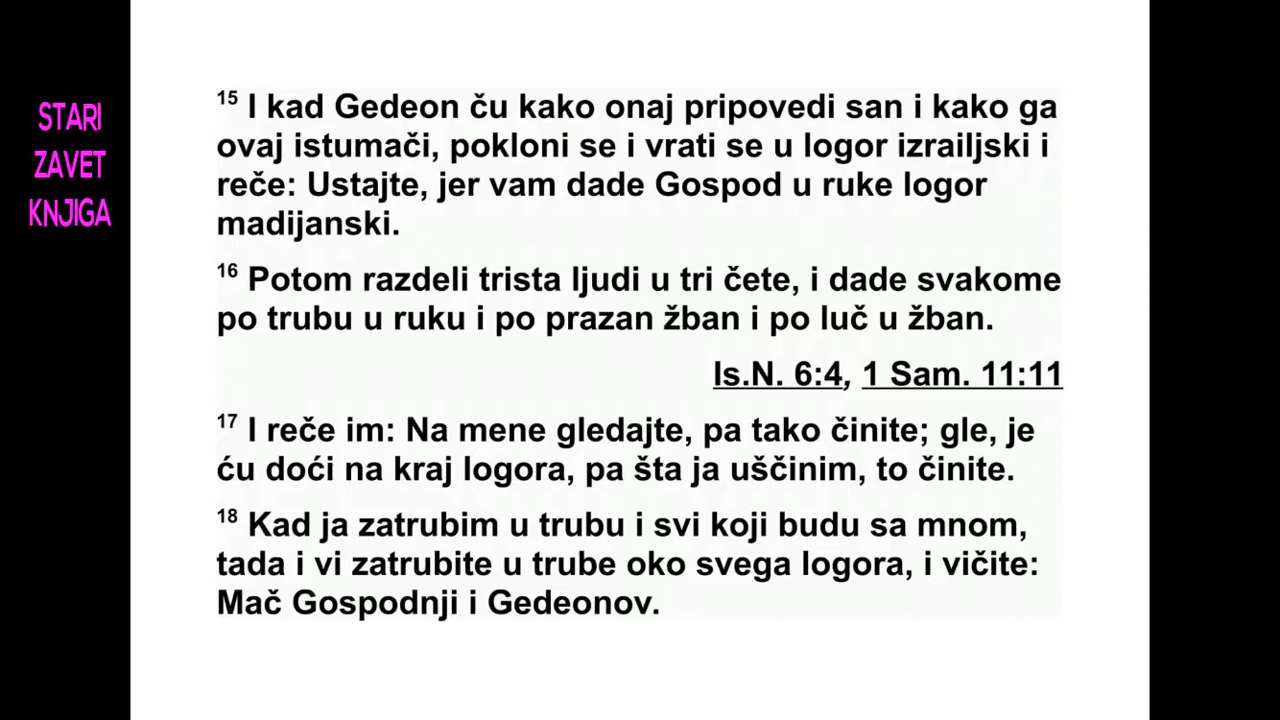 STARI
ZAVET
KNJIGA
15 I kad Gedeon ču kako onaj pripovedi san i kako ga
ovaj istumači, pokloni se i vrati se u logor izrailjski i
reče: Ustajte, jer vam dade Gospod u ruke logor
madijanski.
16 Potom razdeli trista ljudi u tri čete, i dade svakome
po trubu u ruku i po prazan žban i po luč u žban.
Is.N. 6:4, 1 Sam. 11:11
17 I reče im: Na mene gledajte, pa tako činite; gle, je
ću doći na kraj logora, pa šta ja uščinim, to činite.
18 Kad ja zatrubim u trubu i svi koji budu sa mnom,
tada i vi zatrubite u trube oko svega logora, i vičite:
Mač Gospodnji i Gedeonov.